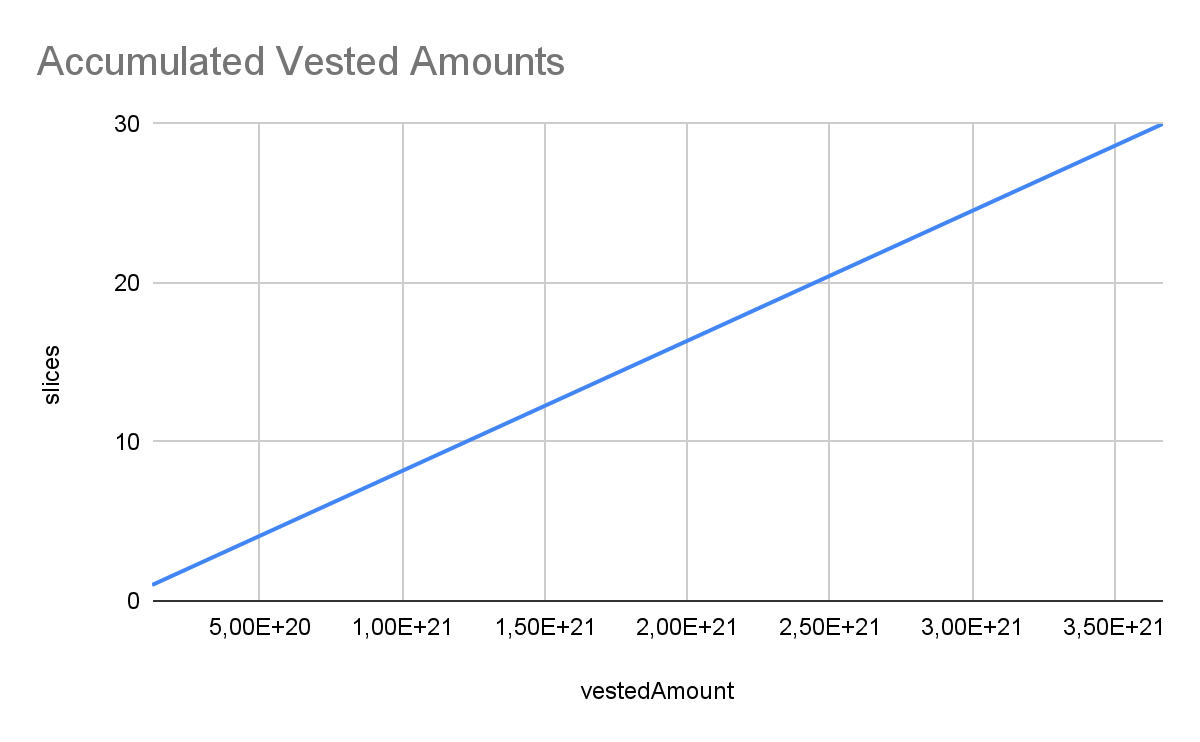 Accumulated Vested Amounts
30
20
10
0
slices
5,00E+20 1,00E+21 1,50E+21 2,00E+21 2,50E+21 3,00E+21 3,50E+21
vestedAmount